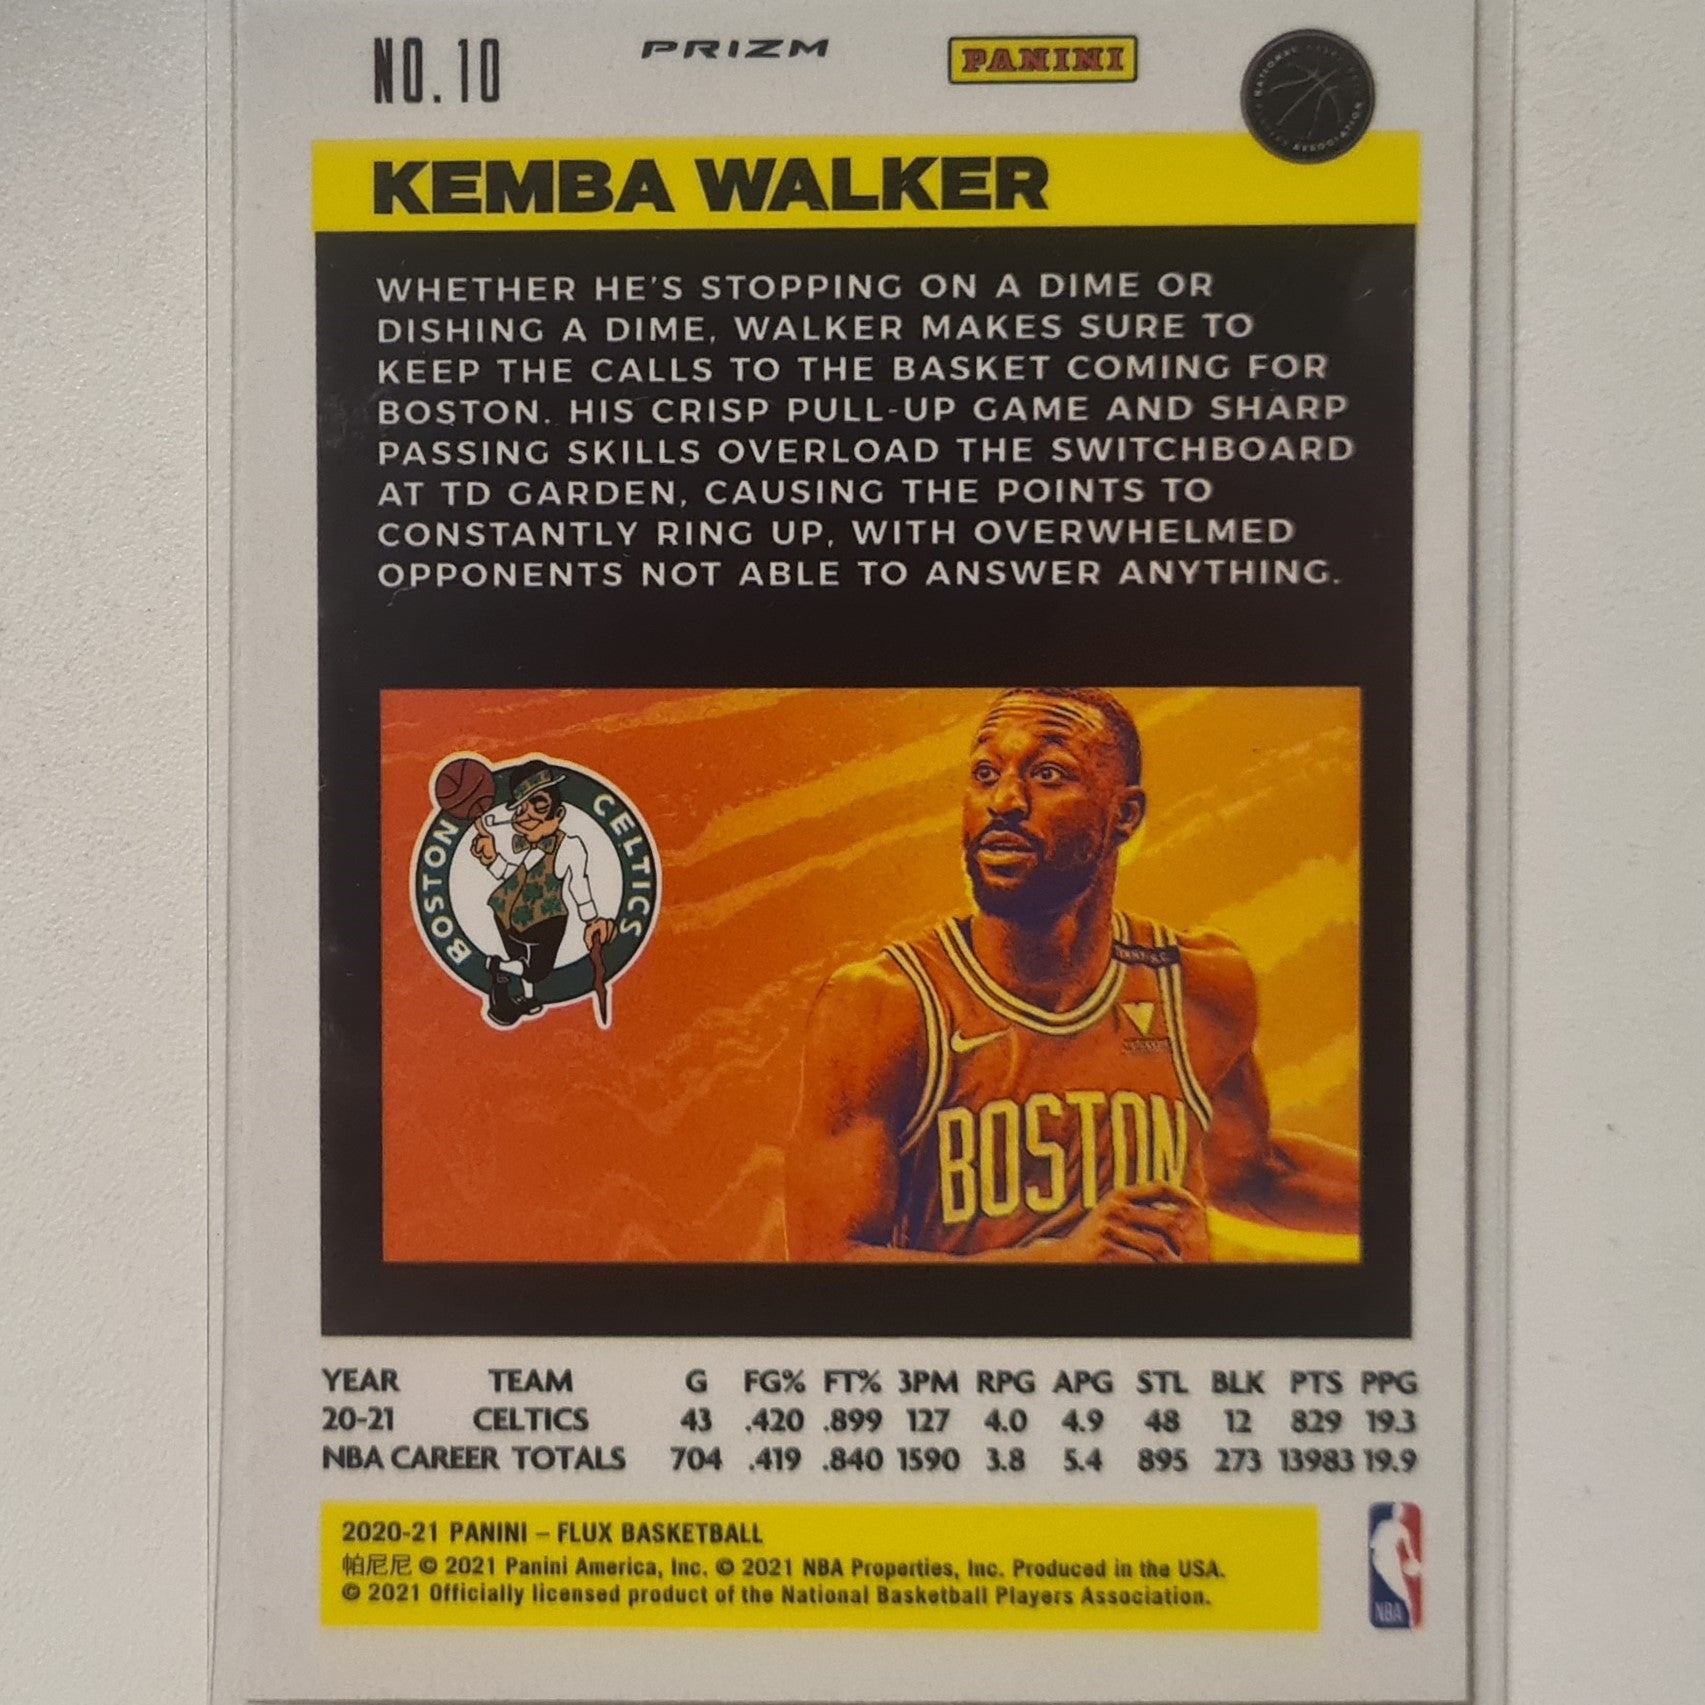 NO. 10 PRIZM PANINI
KEMBA WALKER
WHETHER HE'S STOPPING ON A DIME OR
DISHING A DIME, WALKER MAKES SURE TO
KEEP THE CALLS TO THE BASKET COMING FOR
BOSTON. HIS CRISP PULL-UP GAME AND SHARP
PASSING SKILLS OVERLOAD THE SWITCHBOARD
AT TD GARDEN, CAUSING THE POINTS TO
CONSTANTLY RING UP, WITH OVERWHELMED
OPPONENTS NOT ABLE TO ANSWER ANYTHING.
BOSTON CELTICS
BOSTON
YEAR TEAM G FG% FT% 3PM RPG APG STL BLK PTS PPG
20-21 CELTICS 43 .420 .899 127 4.0 4.9 48 12 829 19.3
NBA CAREER TOTALS 704 .419 .840 1590 3.8 5.4 895 273 13983 19.9
2020-21 PANINI – FLUX BASKETBALL
帕尼尼 © 2021 Panini America, Inc. © 2021 NBA Properties, Inc. Produced in the USA.
© 2021 Officially licensed product of the National Basketball Players Association.
NBA